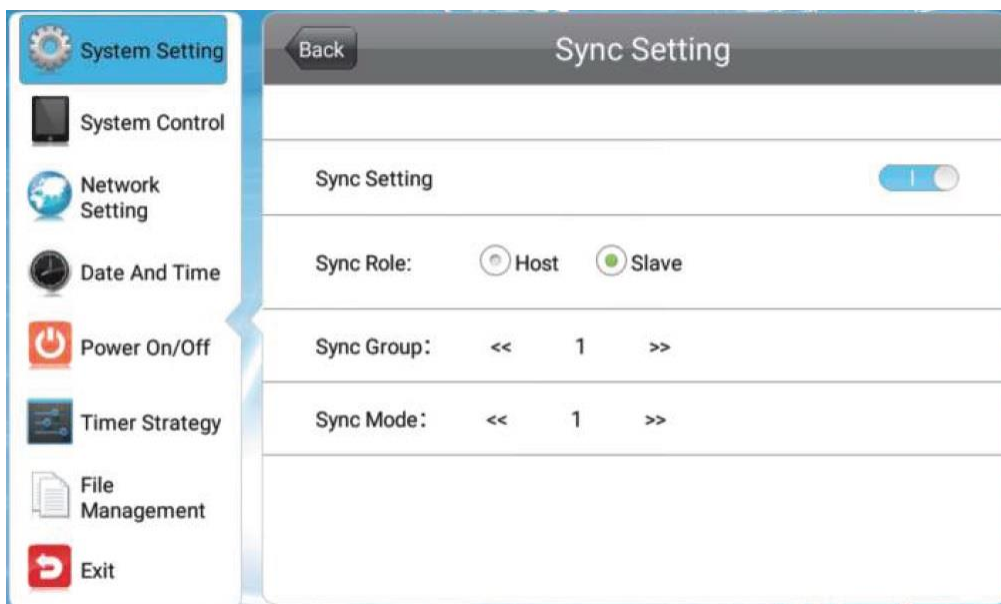 System Setting
System Control
Network
Setting
Date And Time
Power On/Off
Timer Strategy
File
Management
Exit
Back
Sync Setting
Sync Setting
Sync Role: Host Slave
Sync Group: << 1 >>
Sync Mode: << 1 >>